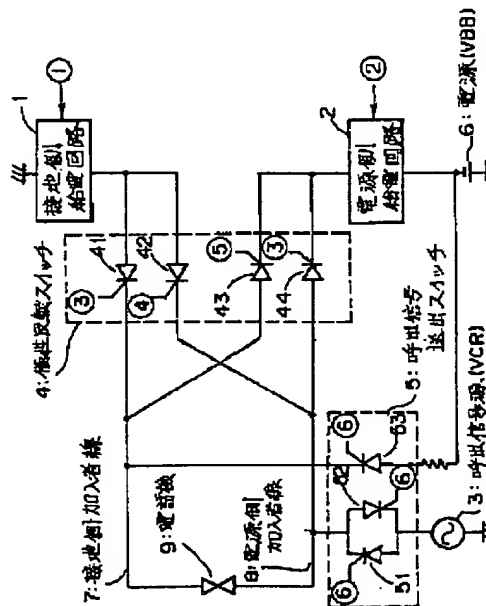 1
接地側
給電回路
①
41
③
42
④
4:極性反転スイッチ
⑤
43
③
44
2
電源側
給電回路
②
6:電源(VBB)
7:接地側加入者線
9:電話機
8:電源側
加入者線
5:呼出信号
送出スイッチ
⑥
53
52
⑥
⑥
51
3:呼出信号源(VCR)